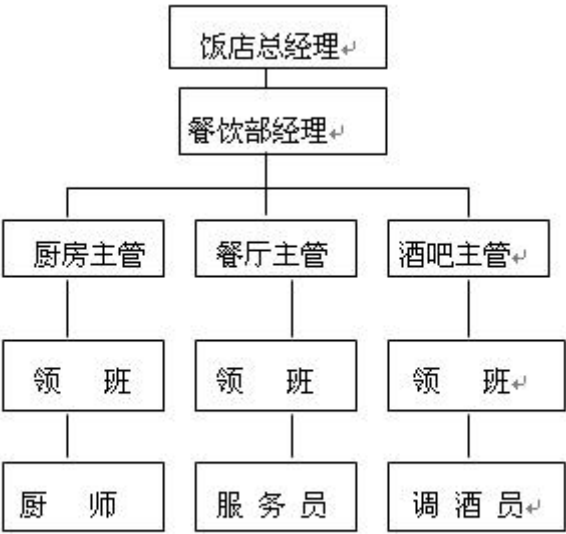 饭店总经理
餐饮部经理
厨房主管 餐厅主管 酒吧主管
领 班 领 班 领 班
厨 师 服 务 员 调 酒 员